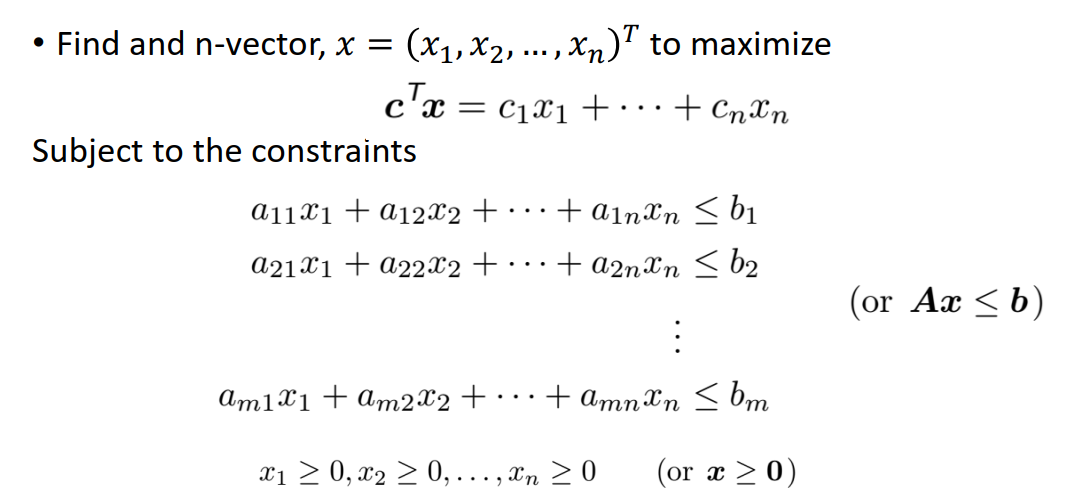 • Find and n-vector, x = (x₁, x₂, …, xₙ)ᵀ to maximize
cᵀx = c₁x₁ + ⋯ + cₙxₙ
Subject to the constraints
a₁₁x₁ + a₁₂x₂ + ⋯ + a₁ₙxₙ ≤ b₁
a₂₁x₁ + a₂₂x₂ + ⋯ + a₂ₙxₙ ≤ b₂
(or Ax ≤ b)
⋮
aₘ₁x₁ + aₘ₂x₂ + ⋯ + aₘₙxₙ ≤ bₘ
x₁ ≥ 0, x₂ ≥ 0, . . . , xₙ ≥ 0 (or x ≥ 0)